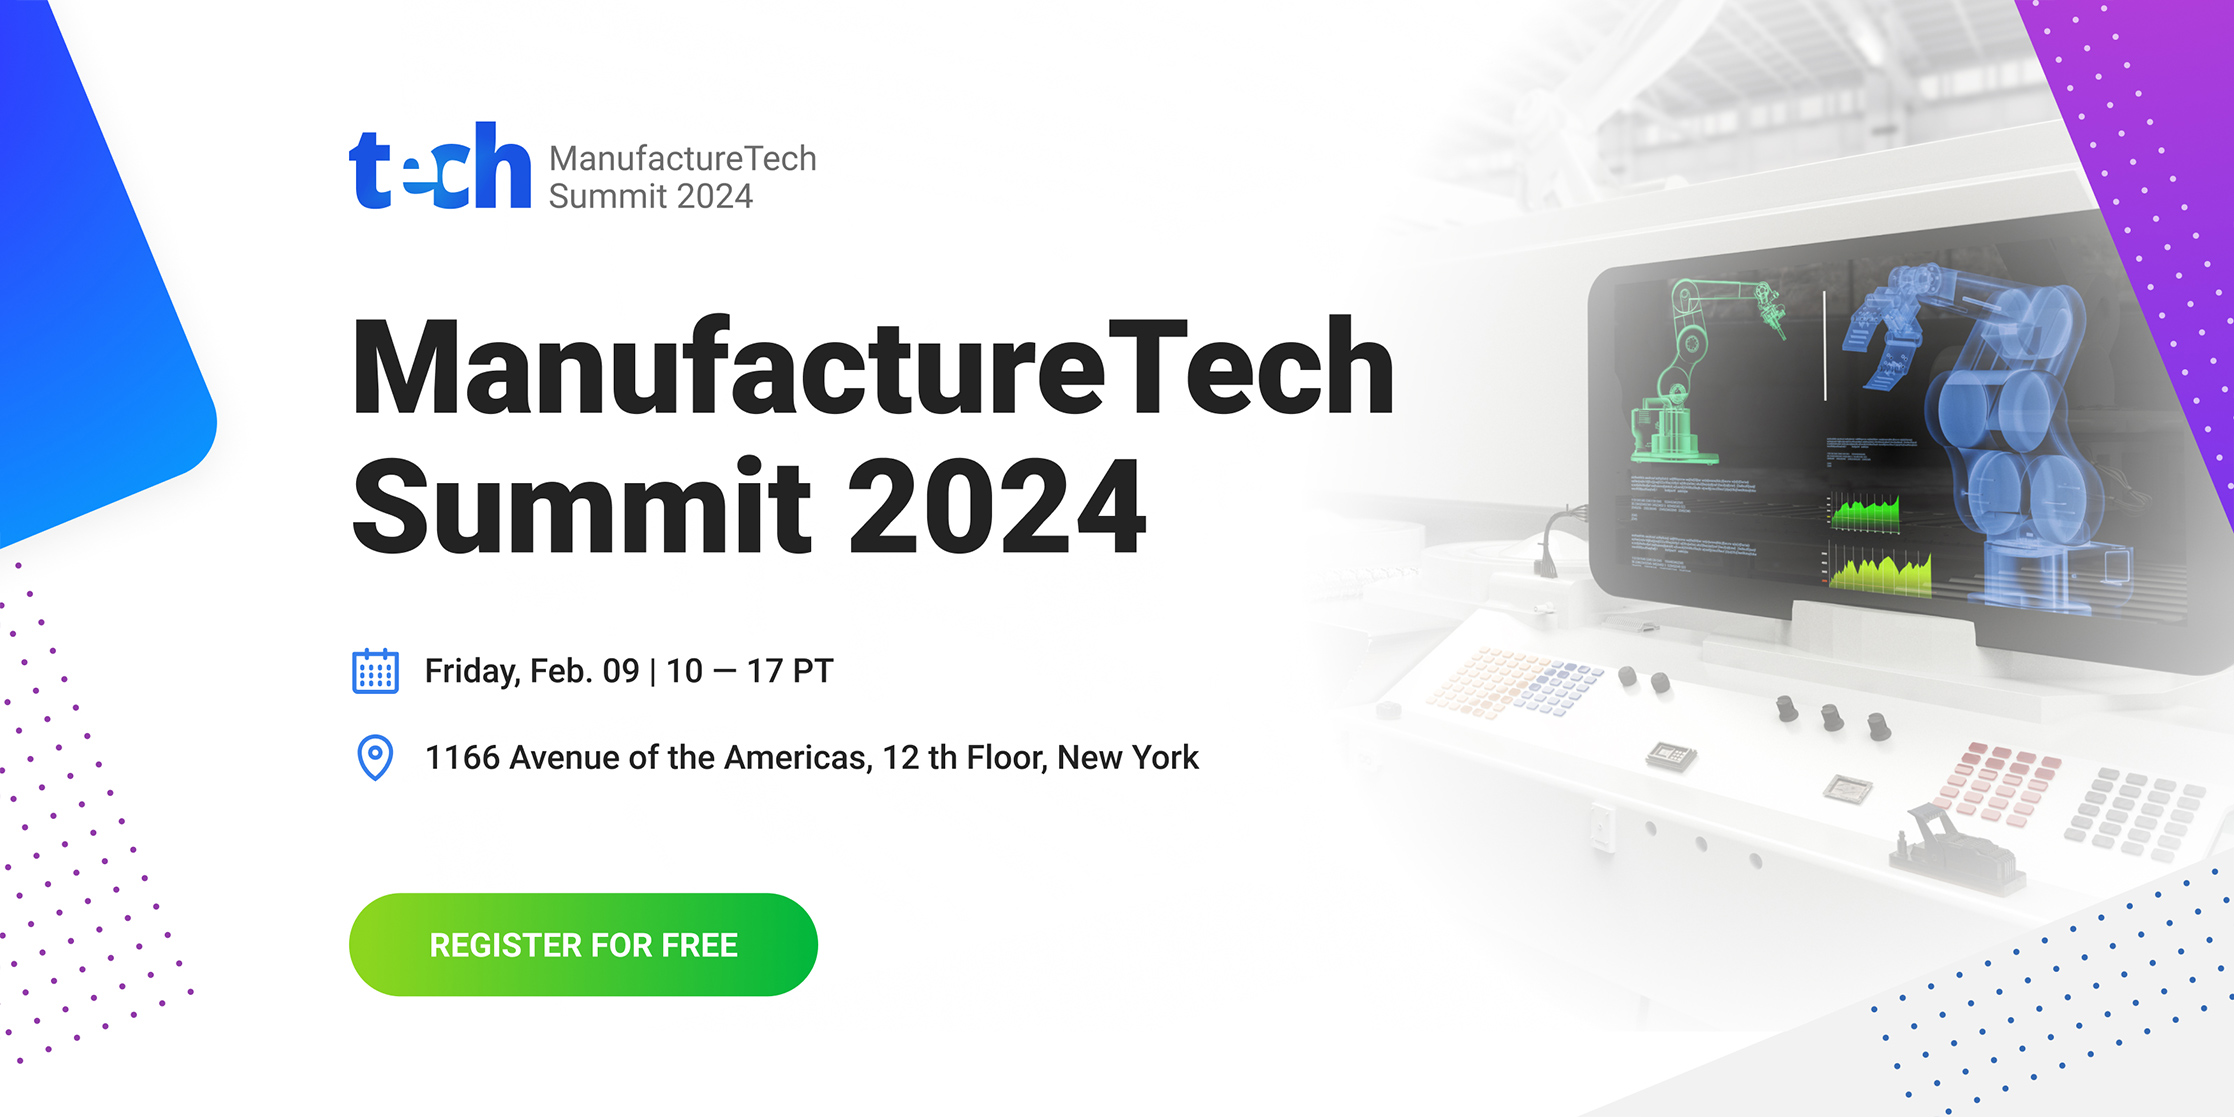 tech
ManufactureTech
Summit 2024
ManufactureTech
Summit 2024
Friday, Feb. 09 | 10 — 17 PT
1166 Avenue of the Americas, 12 th Floor, New York
REGISTER FOR FREE